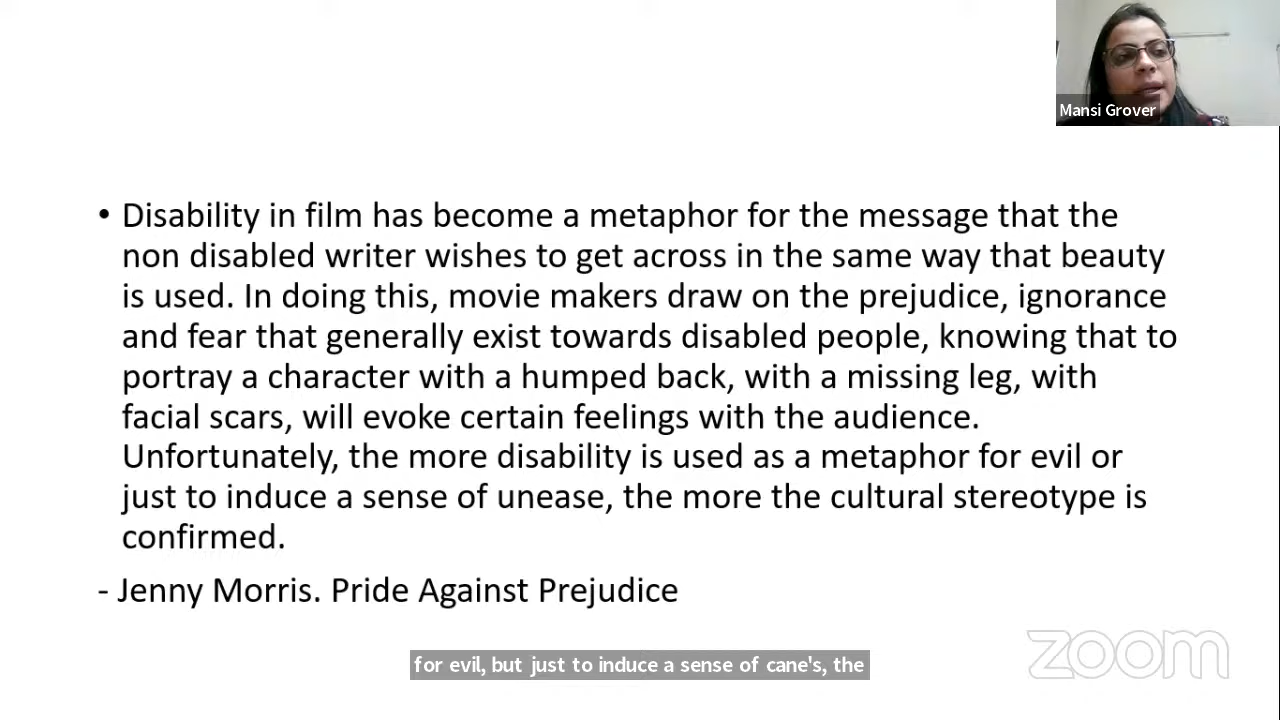 Mansi Grover
• Disability in film has become a metaphor for the message that the
non disabled writer wishes to get across in the same way that beauty
is used. In doing this, movie makers draw on the prejudice, ignorance
and fear that generally exist towards disabled people, knowing that to
portray a character with a humped back, with a missing leg, with
facial scars, will evoke certain feelings with the audience.
Unfortunately, the more disability is used as a metaphor for evil or
just to induce a sense of unease, the more the cultural stereotype is
confirmed.
- Jenny Morris. Pride Against Prejudice
for evil, but just to induce a sense of cane's, the
zoom